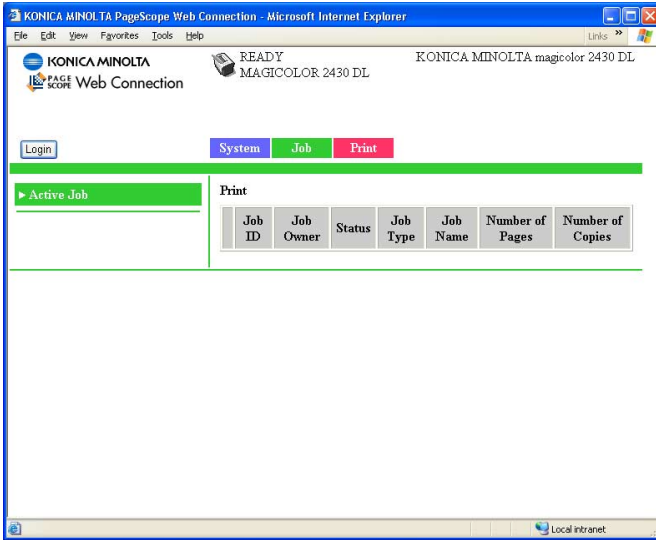 KONICA MINOLTA PageScope Web Connection - Microsoft Internet Explorer
File Edit View Favorites Tools Help Links »
KONICA MINOLTA
PAGE SCOPE Web Connection
READY
MAGICOLOR 2430 DL
KONICA MINOLTA magicolor 2430 DL
Login
System Job Print
Active Job
Print
Job ID Job Owner Status Job Type Job Name Number of Pages Number of Copies
Local intranet